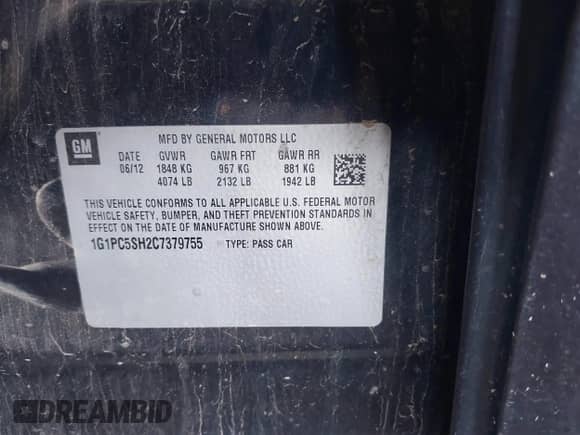 GM
MFD BY GENERAL MOTORS LLC
DATE GVWR GAWR FRT GAWR RR
06/12 1848 KG 967 KG 881 KG
4074 LB 2132 LB 1942 LB
THIS VEHICLE CONFORMS TO ALL APPLICABLE U.S. FEDERAL MOTOR
VEHICLE SAFETY, BUMPER, AND THEFT PREVENTION STANDARDS IN
EFFECT ON THE DATE OF MANUFACTURE SHOWN ABOVE.
1G1PC5SH2C7379755 TYPE: PASS CAR
DREAMBID